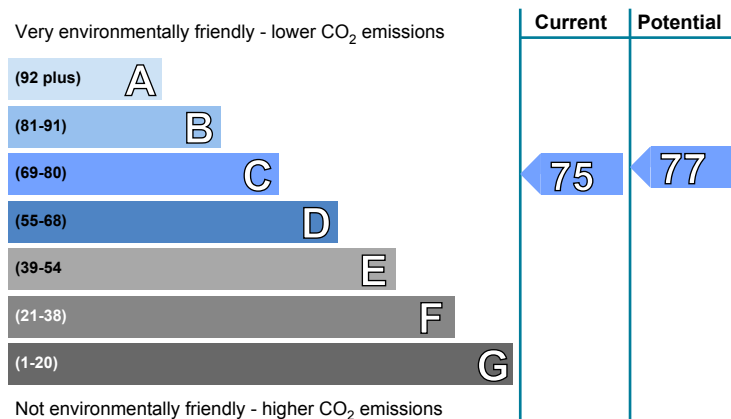 Current Potential
Very environmentally friendly - lower CO2 emissions
(92 plus) A
(81-91) B
(69-80) C
75 77
(55-68) D
(39-54 E
(21-38) F
(1-20) G
Not environmentally friendly - higher CO2 emissions